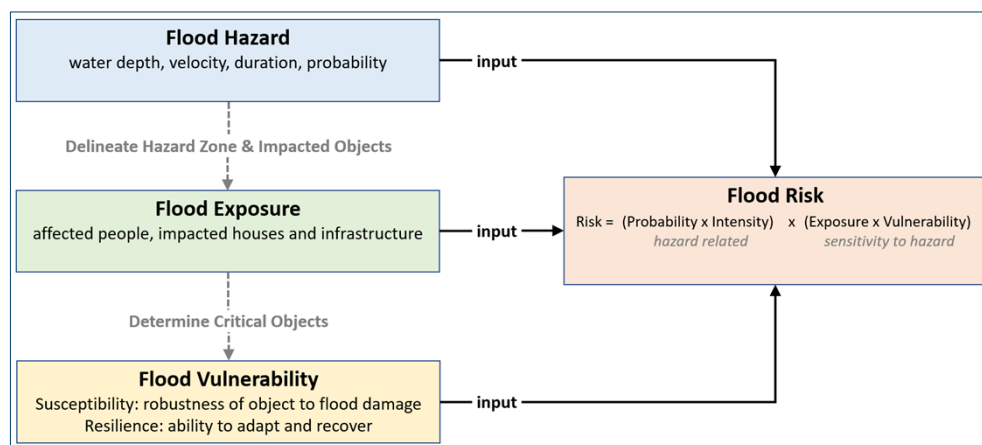 Flood Hazard
water depth, velocity, duration, probability
input
Delineate Hazard Zone & Impacted Objects
Flood Exposure
affected people, impacted houses and infrastructure
input
Flood Risk
Risk = (Probability x Intensity) x (Exposure x Vulnerability)
hazard related sensitivity to hazard
Determine Critical Objects
Flood Vulnerability
Susceptibility: robustness of object to flood damage
Resilience: ability to adapt and recover
input